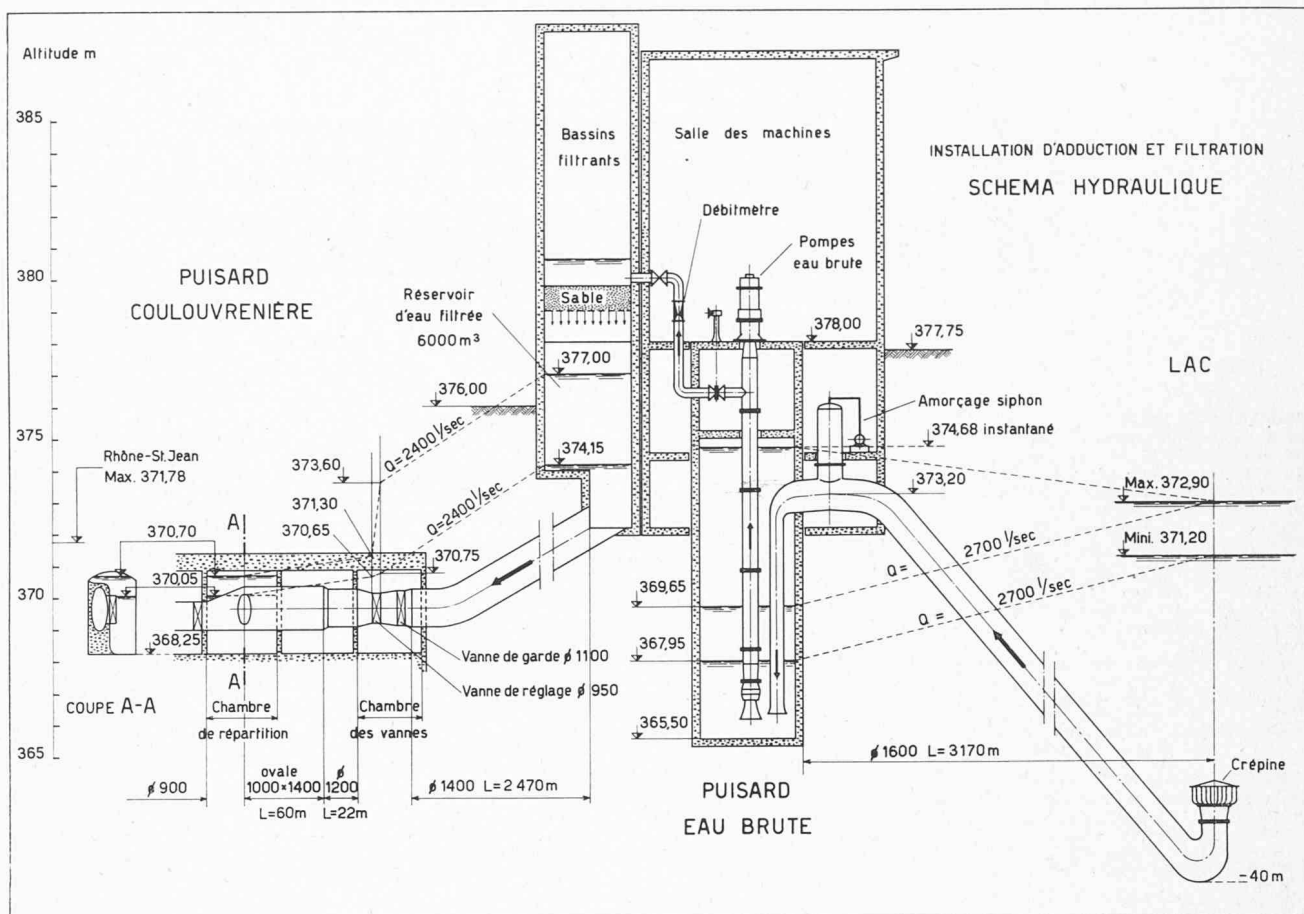 Altitude m
385
380
375
370
365
PUISARD
COULOUVRENIÈRE
Rhône-St.Jean
Max. 371,78
Bassins
filtrants
Salle des machines
INSTALLATION D'ADDUCTION ET FILTRATION
SCHEMA HYDRAULIQUE
Débitmètre
Pompes
eau brute
Réservoir
d'eau filtrée
6000 m³
Sable
378,00
377,75
377,00
376,00
LAC
Amorçage siphon
374,68 instantané
Q = 2400 l/sec
374,15
373,60
Q = 2400 l/sec
373,20
Max. 372,90
371,30
A
370,65
370,70
370,75
2700 l/sec
Q =
Mini. 371,20
370,05
369,65
2700 l/sec
Q =
368,25
367,95
A
Vanne de garde ø 1100
Vanne de réglage ø 950
COUPE A-A
Chambre
de répartition
Chambre
des vannes
365,50
ø 900
ovale
1000×1400
L=60m
ø
1200
L=22m
ø 1400 L = 2 470 m
ø 1600 L = 3170 m
Crépine
PUISARD
EAU BRUTE
-40 m